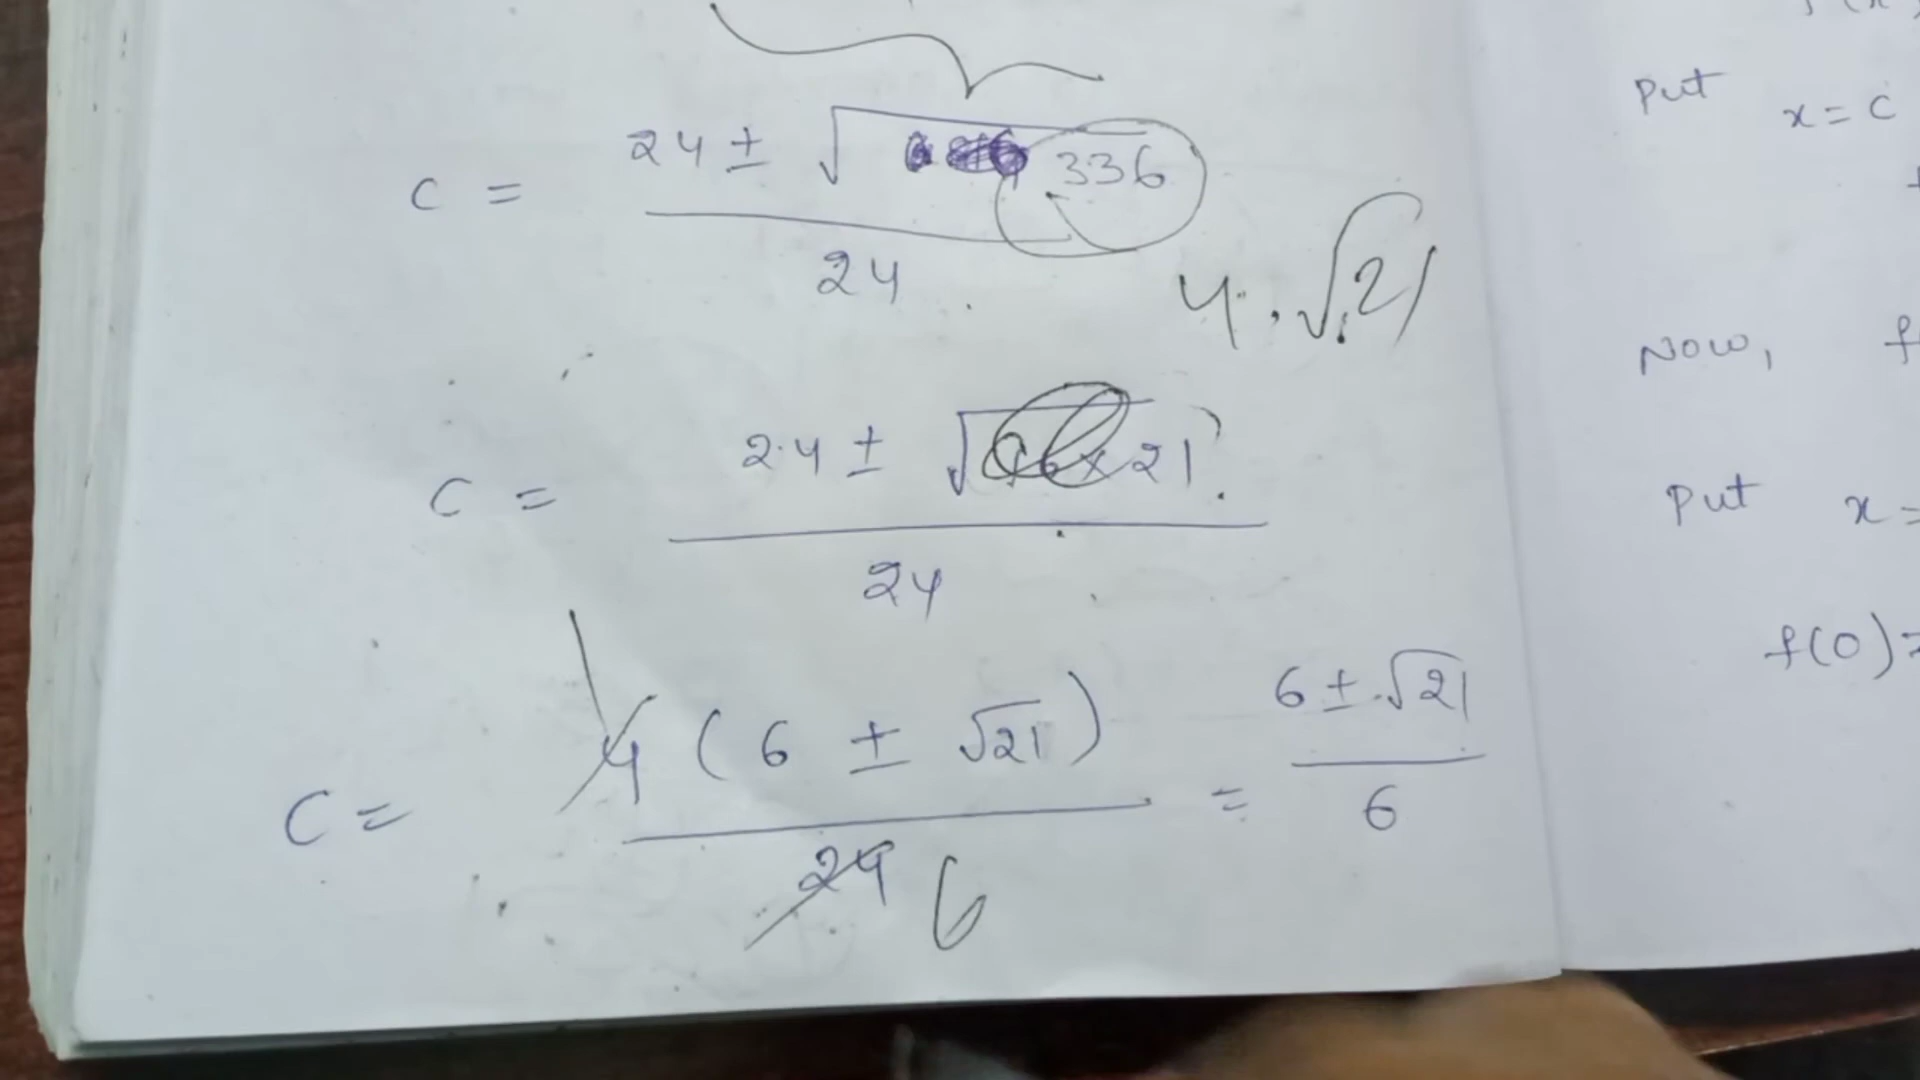 c = 24 ± √336 / 24
4 · √21
c = 24 ± √16×21 / 24
c = 4 ( 6 ± √21 ) / 24 6 = 6 ± √21 / 6
Put x = c
Now, f
Put x =
f(0) =